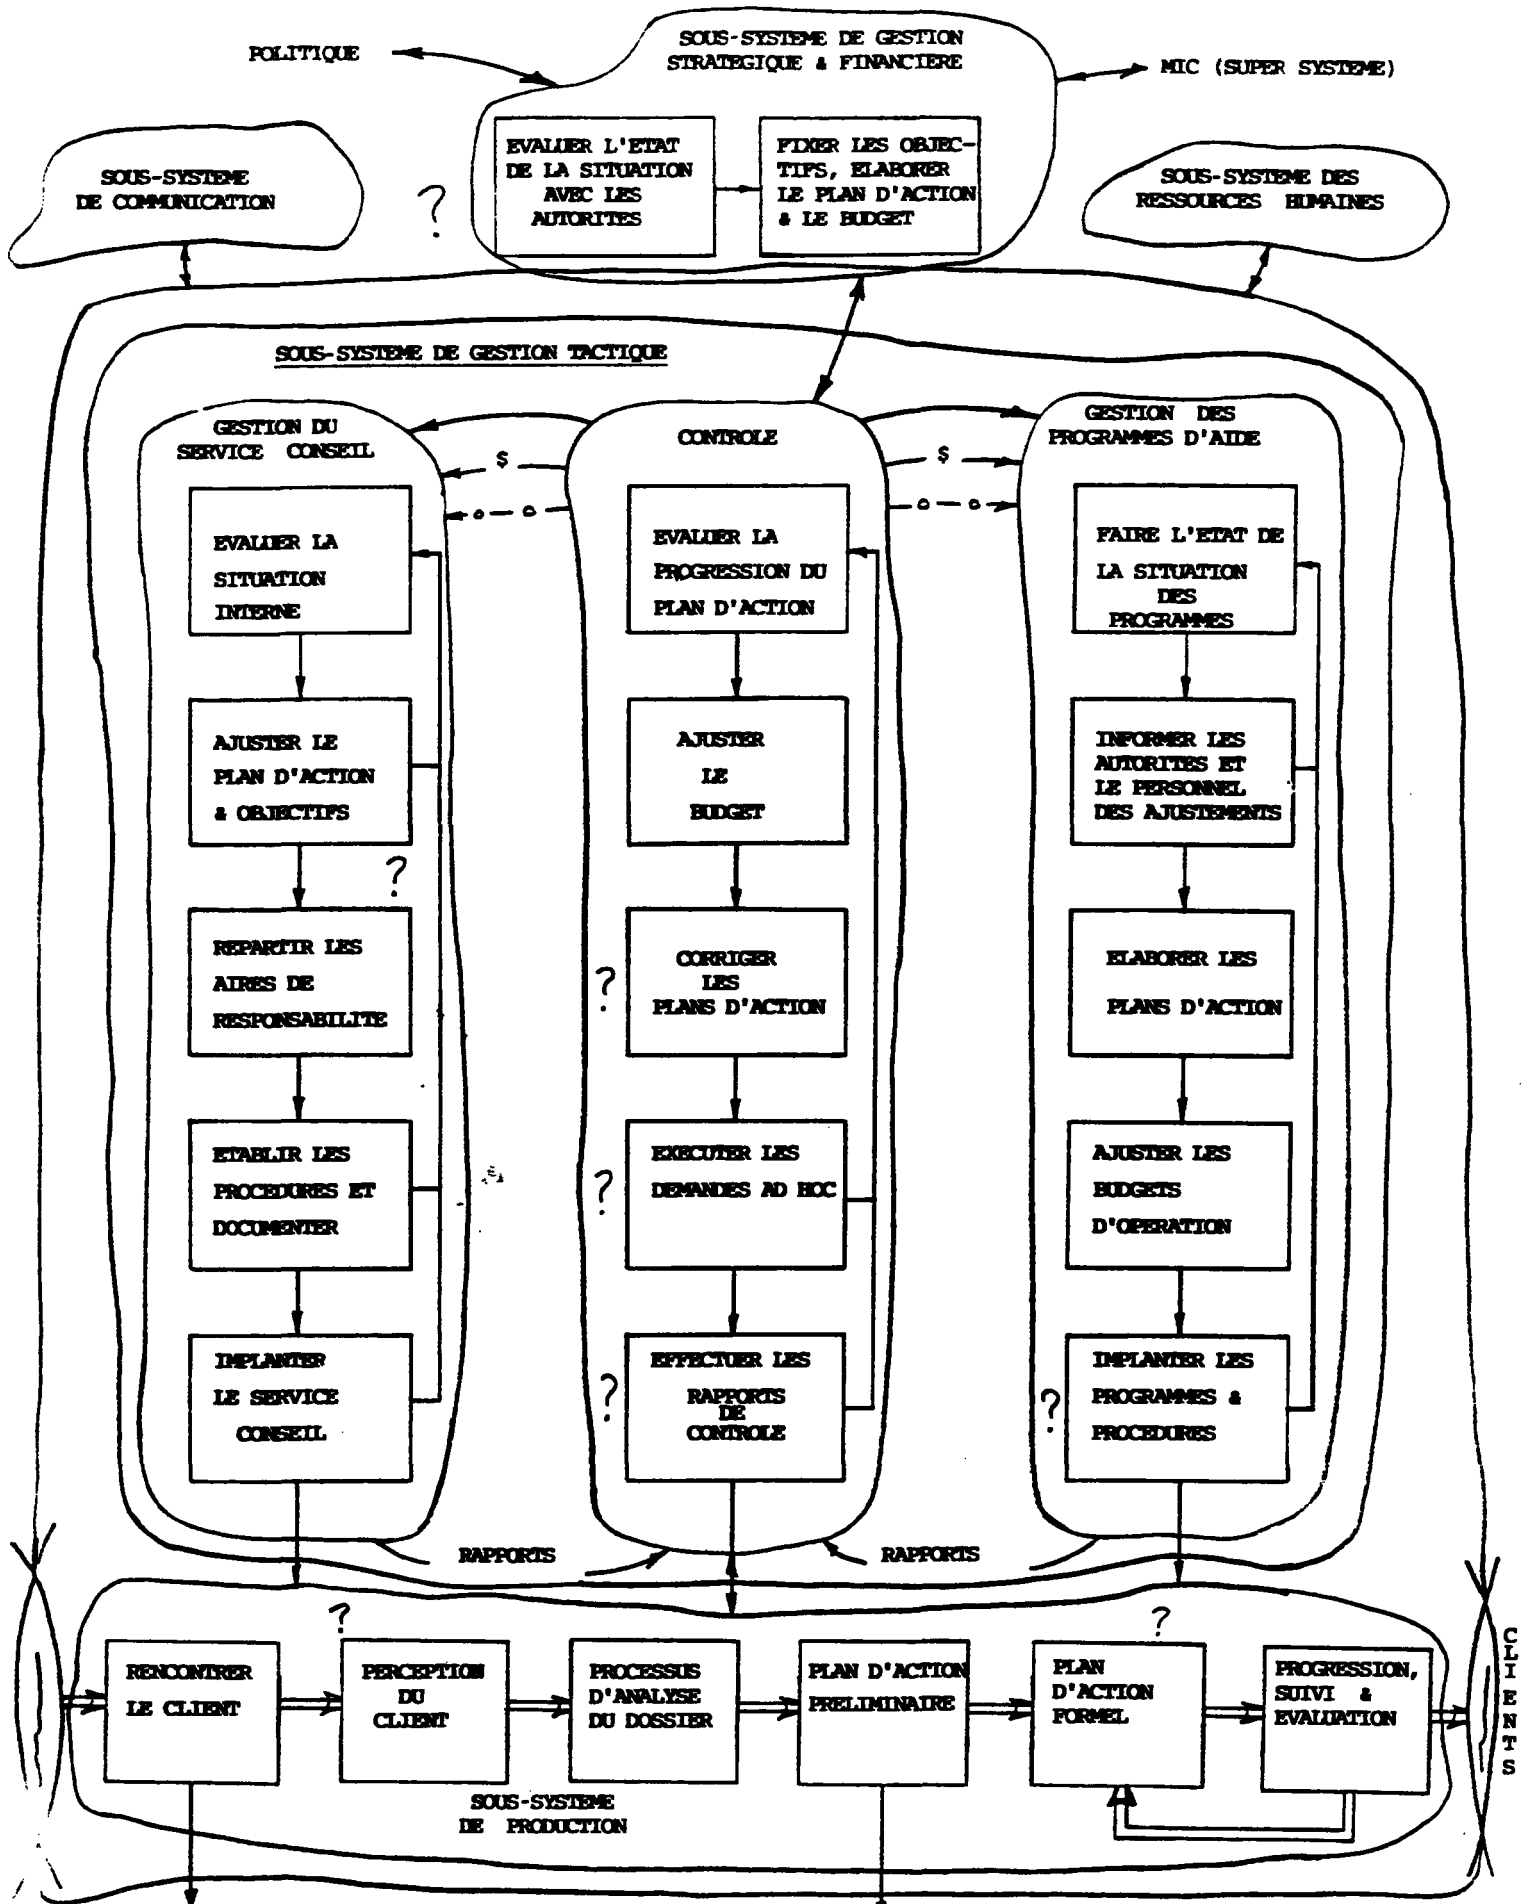 SOUS-SYSTEME DE GESTION
STRATEGIQUE & FINANCIERE
POLITIQUE
MIC (SUPER SYSTEME)
EVALUER L'ETAT
DE LA SITUATION
AVEC LES
AUTORITES
FIXER LES OBJEC-
TIFS, ELABORER
LE PLAN D'ACTION
& LE BUDGET
?
SOUS-SYSTEME
DE COMMUNICATION
SOUS-SYSTEME DES
RESSOURCES HUMAINES
SOUS-SYSTEME DE GESTION TACTIQUE
GESTION DU
SERVICE CONSEIL
$
CONTROLE
$
GESTION DES
PROGRAMMES D'AIDE
EVALUER LA
SITUATION
INTERNE
AJUSTER LE
PLAN D'ACTION
& OBJECTIFS
?
REPARTIR LES
AIRES DE
RESPONSABILITE
ETABLIR LES
PROCEDURES ET
DOCUMENTER
IMPLANTER
LE SERVICE
CONSEIL
EVALUER LA
PROGRESSION DU
PLAN D'ACTION
AJUSTER
LE
BUDGET
?
CORRIGER
LES
PLANS D'ACTION
?
EXECUTER LES
DEMANDES AD HOC
?
EFFECTUER LES
RAPPORTS
DE
CONTROLE
FAIRE L'ETAT DE
LA SITUATION
DES
PROGRAMMES
INFORMER LES
AUTORITES ET
LE PERSONNEL
DES AJUSTEMENTS
ELABORER LES
PLANS D'ACTION
AJUSTER LES
BUDGETS
D'OPERATION
?
IMPLANTER LES
PROGRAMMES &
PROCEDURES
RAPPORTS
RAPPORTS
RENCONTRER
LE CLIENT
?
PERCEPTION
DU
CLIENT
PROCESSUS
D'ANALYSE
DU DOSSIER
PLAN D'ACTION
PRELIMINAIRE
?
PLAN
D'ACTION
FORMEL
PROGRESSION,
SUIVI &
EVALUATION
CLIENTS
SOUS-SYSTEME
DE PRODUCTION